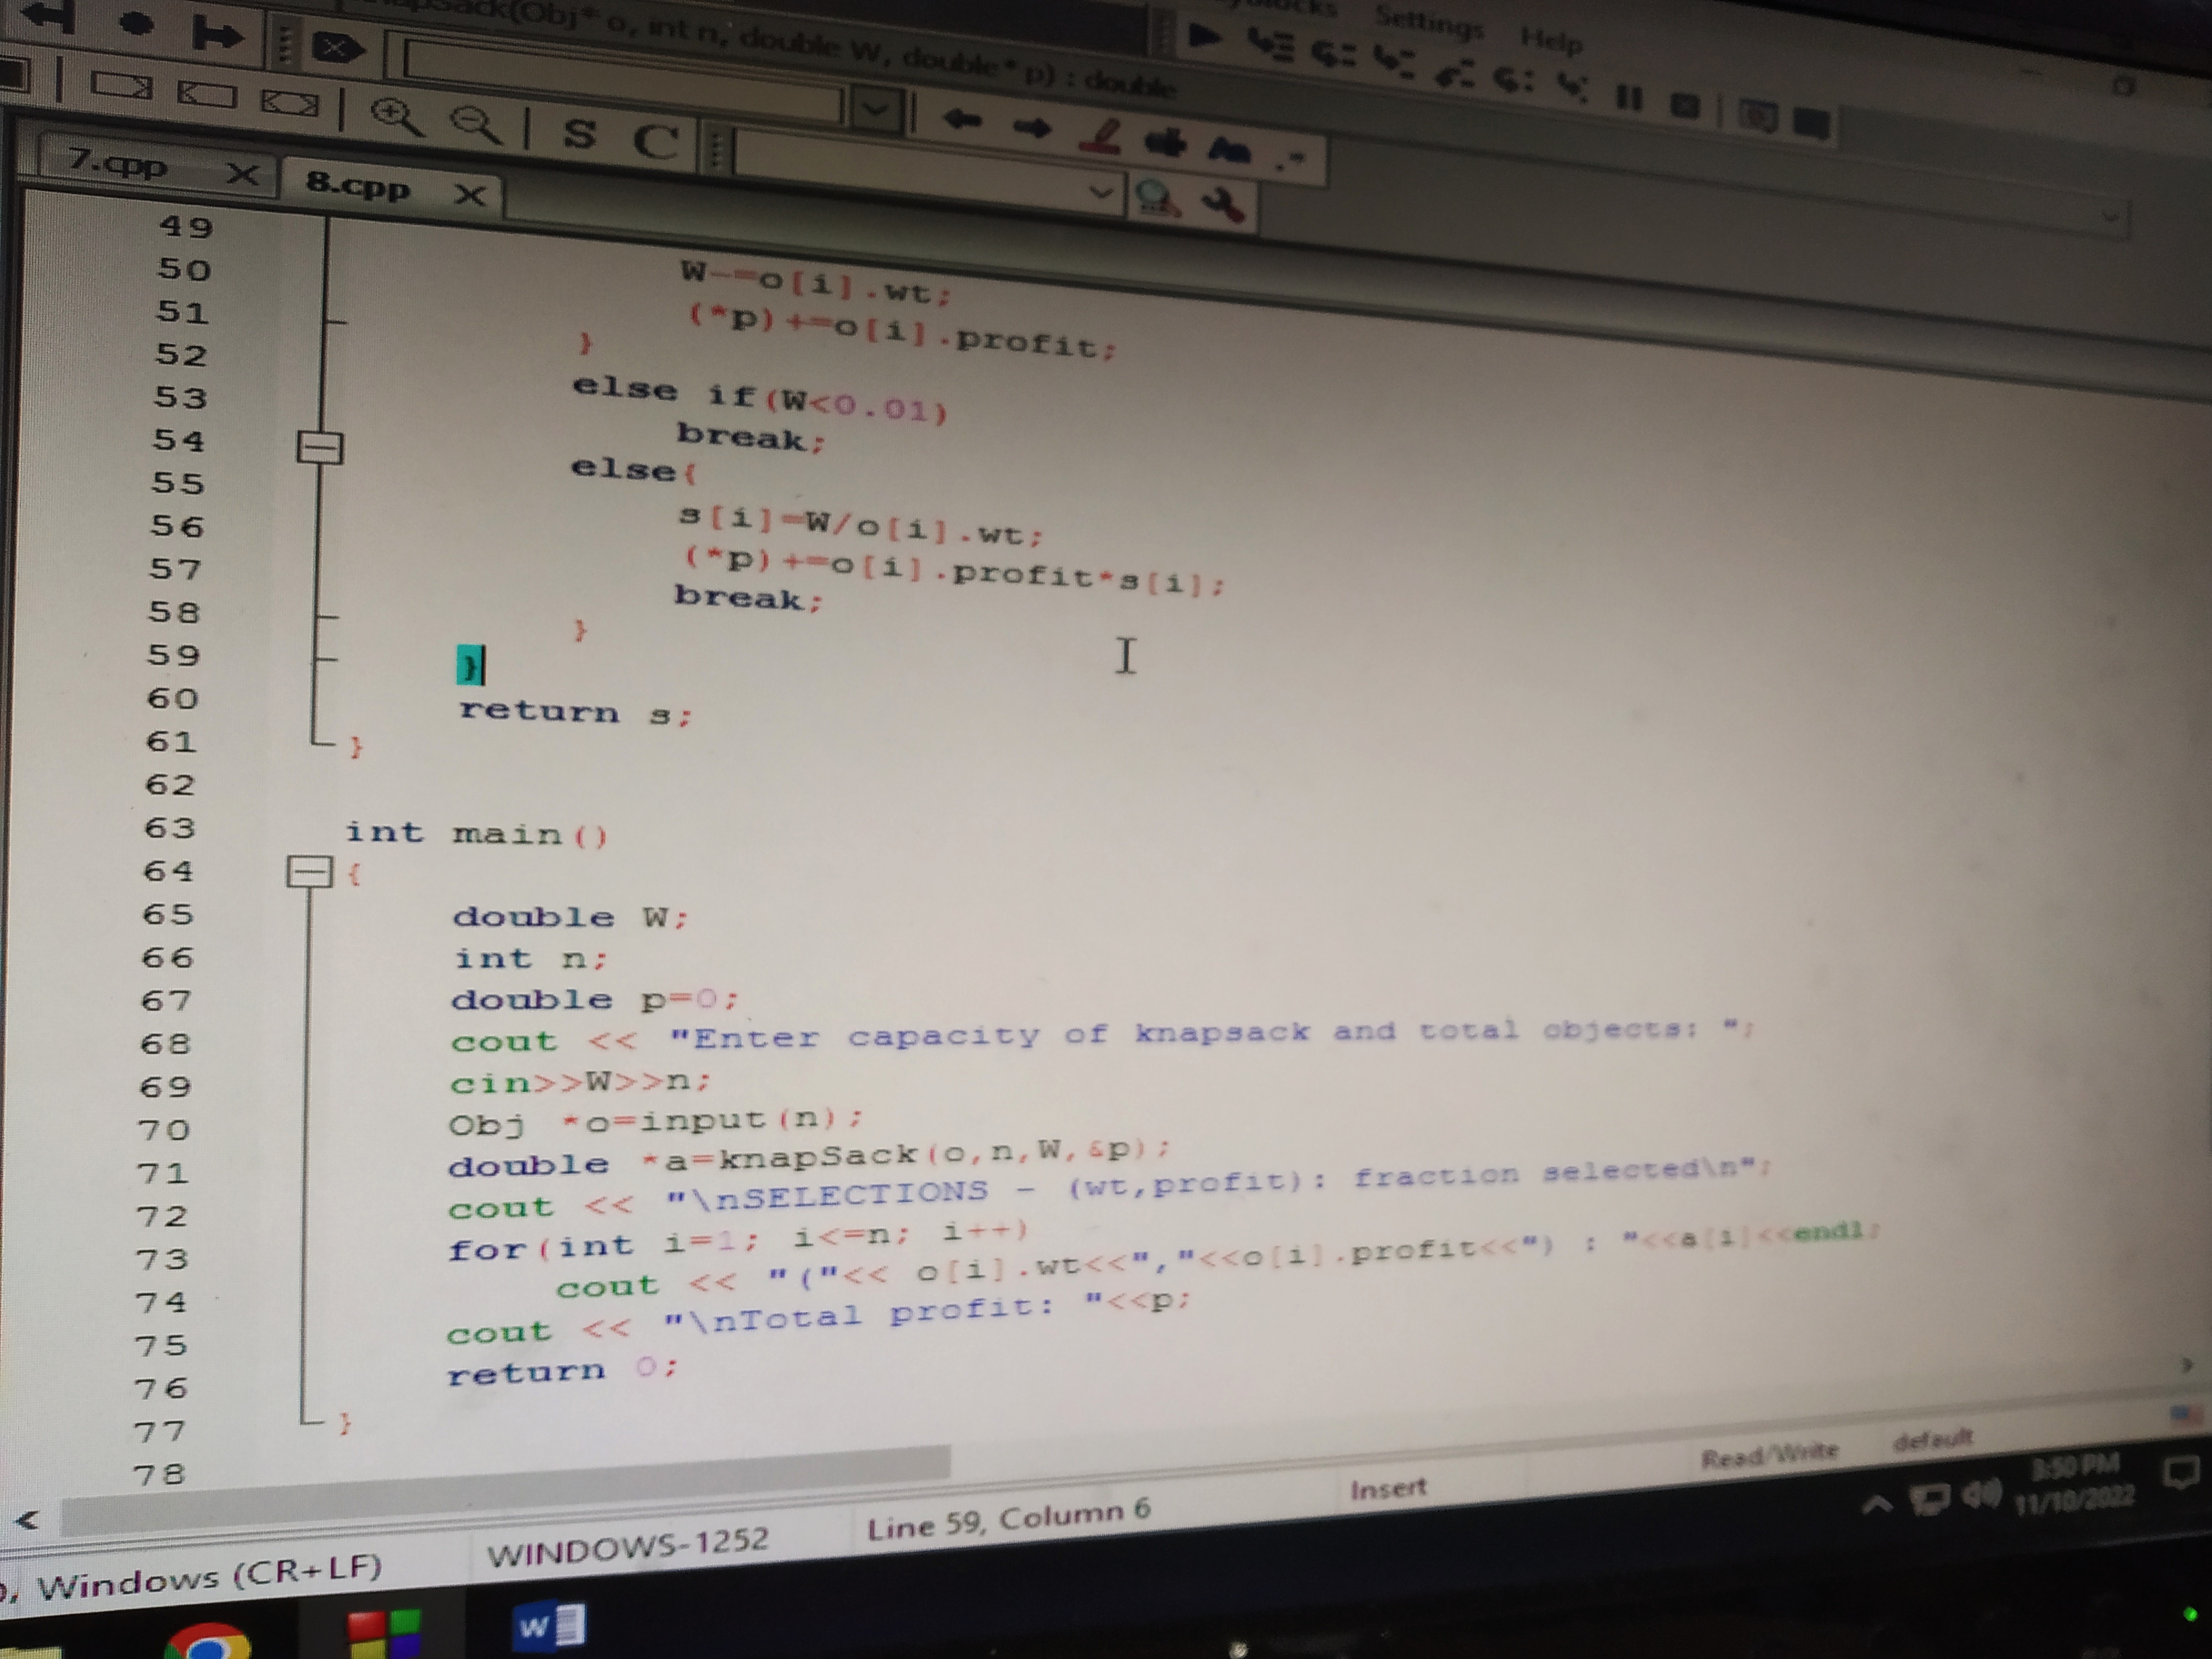 (Obj* o, int n, double W, double* p) : double
Settings Help
S C
7.cpp
8.cpp
49
50 W-=o[i].wt;
51 (*p)+=o[i].profit;
52 }
53 else if(W<0.01)
54 break;
55 else{
56 s[i]=W/o[i].wt;
57 (*p)+=o[i].profit*s[i];
58 break;
59 }
60 }
61 return s;
62 }
63 int main()
64 {
65 double W;
66 int n;
67 double p=0;
68 cout << "Enter capacity of knapsack and total objects: ";
69 cin>>W>>n;
70 Obj *o=input(n);
71 double *a=knapSack(o,n,W,&p);
72 cout << "\nSELECTIONS - (wt,profit): fraction selected\n";
73 for(int i=1; i<=n; i++)
74 cout << "("<< o[i].wt<<","<<o[i].profit<<") : "<<a[i]<<endl;
75 cout << "\nTotal profit: "<<p;
76 return 0;
77 }
78
Windows (CR+LF) WINDOWS-1252 Line 59, Column 6 Insert Read/Write default
3:50 PM
11/10/2022
W